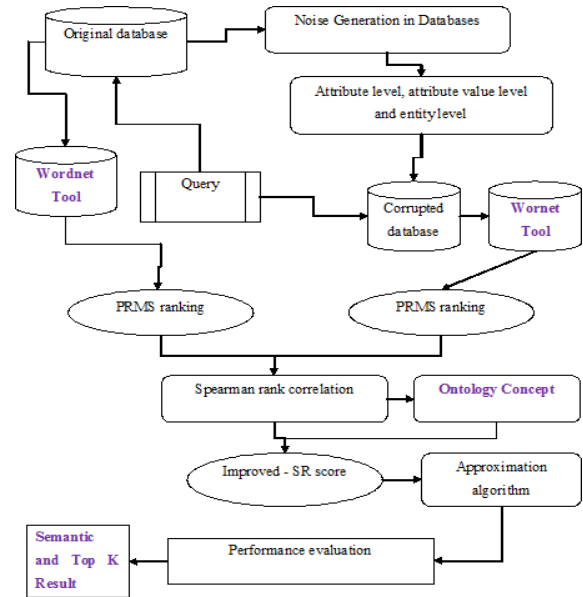 Original database
Noise Generation in Databases
Attribute level, attribute value level
and entity level
Wordnet
Tool
Query
Corrupted
database
Wornet
Tool
PRMS ranking
PRMS ranking
Spearman rank correlation
Ontology Concept
Improved - SR score
Approximation
algorithm
Performance evaluation
Semantic
and Top K
Result